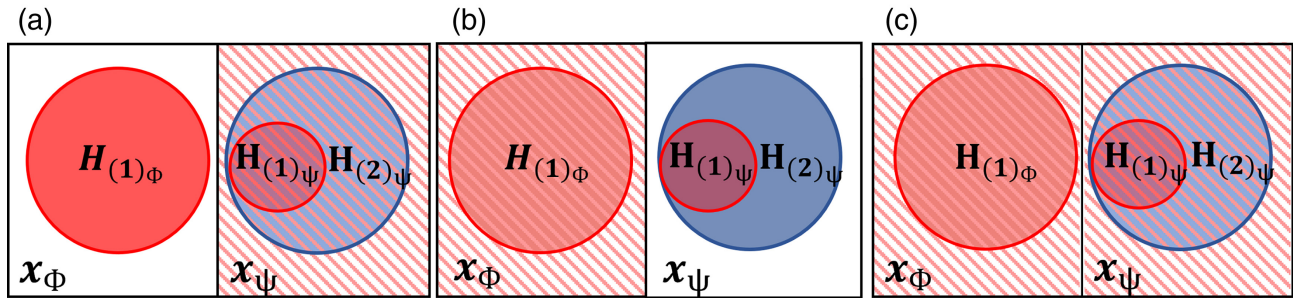 (a) (b) (c)
H(1)Φ H(1)ψ H(2)ψ H(1)Φ H(1)ψ H(2)ψ H(1)Φ H(1)ψ H(2)ψ
xΦ xψ xΦ xψ xΦ xψ